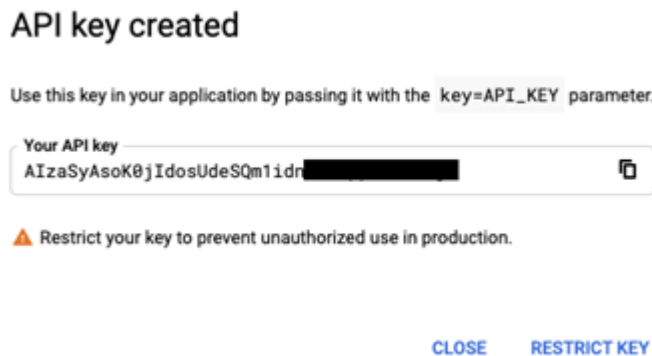 API key created
Use this key in your application by passing it with the key=API_KEY parameter.
Your API key
AIzaSyAsoK0jIdosUdeSQm1idn
Restrict your key to prevent unauthorized use in production.
CLOSE RESTRICT KEY